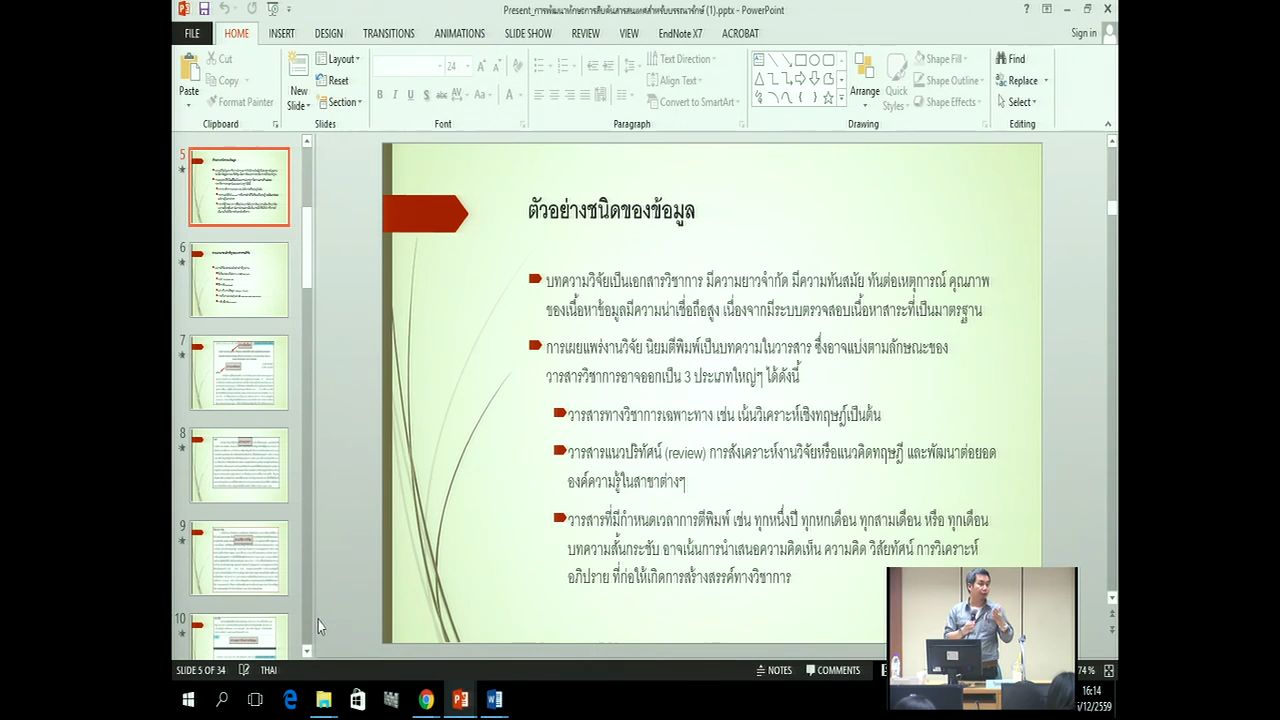 Present_การพัฒนาทักษะการสืบค้นสารสนเทศสำหรับบรรณารักษ์ (1).pptx - PowerPoint
FILE HOME INSERT DESIGN TRANSITIONS ANIMATIONS SLIDE SHOW REVIEW VIEW EndNote X7 ACROBAT Sign in
Paste
Cut
Copy
Format Painter
Clipboard
New Slide
Layout
Reset
Section
Slides
24
Font
Text Direction
Align Text
Convert to SmartArt
Paragraph
Arrange
Quick Styles
Shape Fill
Shape Outline
Shape Effects
Drawing
Find
Replace
Select
Editing
5
6
7
8
9
10
ตัวอย่างชนิดของข้อมูล
บทความวิจัยเป็นเอกสารวิชาการ มีความยาวจำกัด มีความทันสมัย ทันต่อเหตุการณ์ คุณภาพ
ของเนื้อหาข้อมูลมีความน่าเชื่อถือสูง เนื่องจากมีระบบตรวจสอบเนื้อหาสาระที่เป็นมาตรฐาน
การเผยแพร่งานวิจัย นิยมตีพิมพ์เป็นบทความในวารสาร ซึ่งอาจแบ่งตามลักษณะของ
วารสารวิชาการอาจออกเป็น 3 ประเภทใหญ่ๆ ได้ดังนี้
วารสารทางวิชาการเฉพาะทาง เช่น เน้นวิเคราะห์เชิงทฤษฎีเป็นต้น
วารสารแนวปริทัศน์ (review) การสังเคราะห์งานวิจัยหรือแนวคิดทฤษฎี และพัฒนาต่อยอด
องค์ความรู้ในสาขาต่างๆ
วารสารที่มีกำหนดเวลาการตีพิมพ์ เช่น ทุกหนึ่งปี ทุกหกเดือน ทุกสามเดือน หรือ ทุกเดือน
บทความสั้นกระชับ อาจเน้นการนำเสนอความคิดเห็น ความคิด วิสัยทัศน์ การวิเคราะห์
อภิปราย ที่ก่อให้เกิดการสร้างสรรค์ทางวิชาการ
SLIDE 5 OF 34 THAI NOTES COMMENTS 74 %
16:14
/12/2559